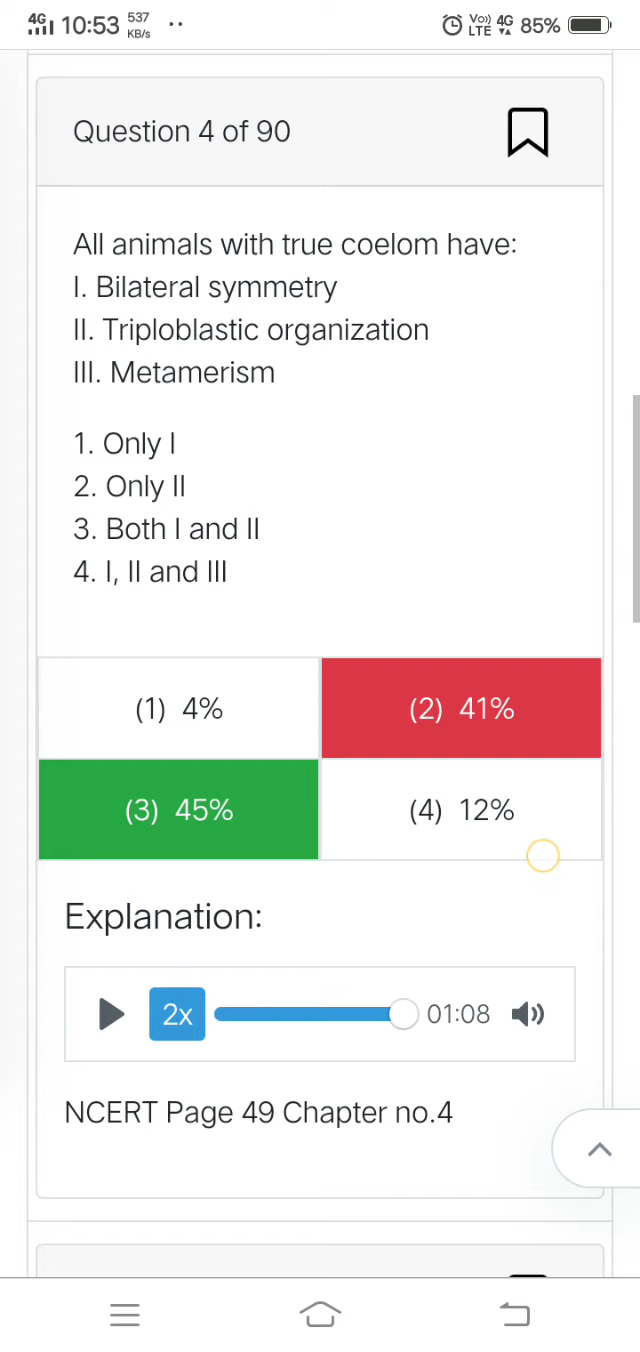 4G 10:53 537 KB/s ·· Vo)) LTE 4G 85%
Question 4 of 90
All animals with true coelom have:
I. Bilateral symmetry
II. Triploblastic organization
III. Metamerism
1. Only I
2. Only II
3. Both I and II
4. I, II and III
(1) 4% (2) 41%
(3) 45% (4) 12%
Explanation:
2x 01:08
NCERT Page 49 Chapter no.4